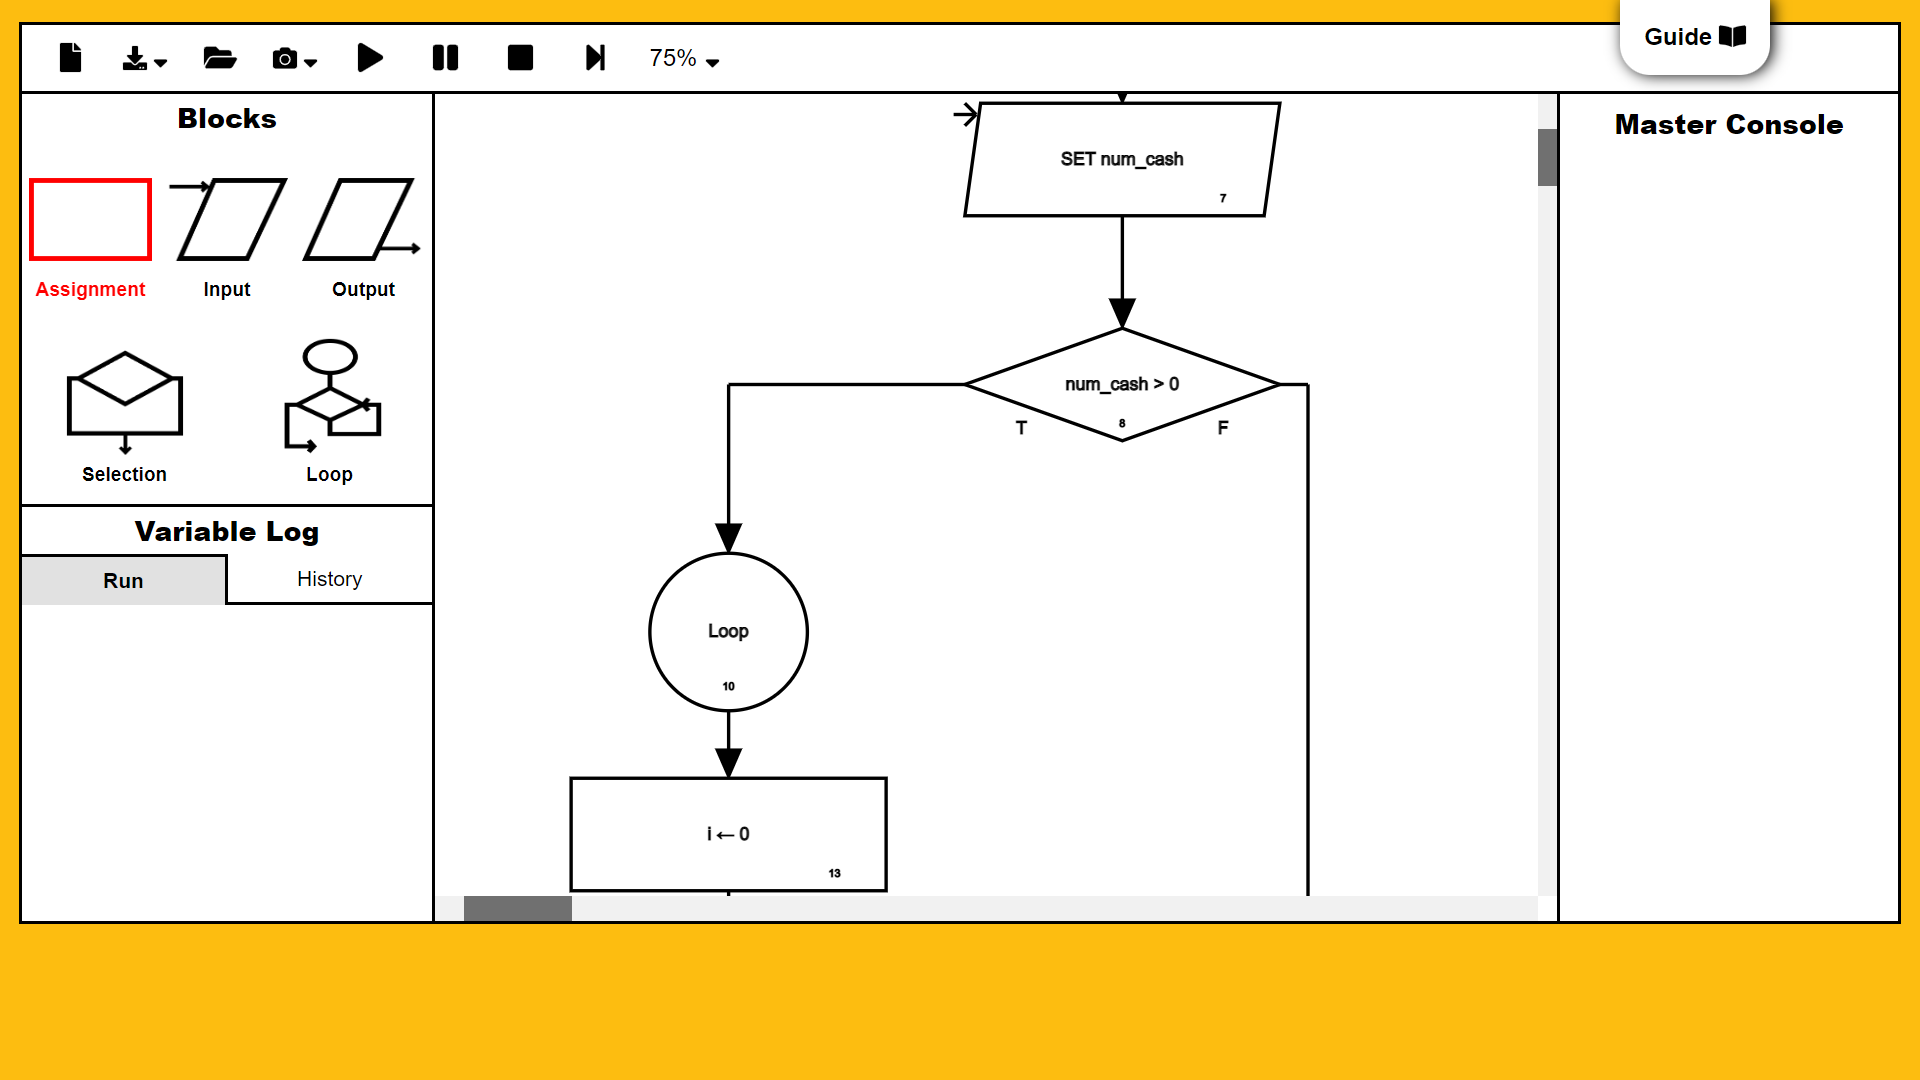 75%
Guide
Blocks
Assignment
Input
Output
Selection
Loop
Variable Log
Run
History
SET num_cash
7
num_cash > 0
8
T
F
Loop
10
i ← 0
13
Master Console